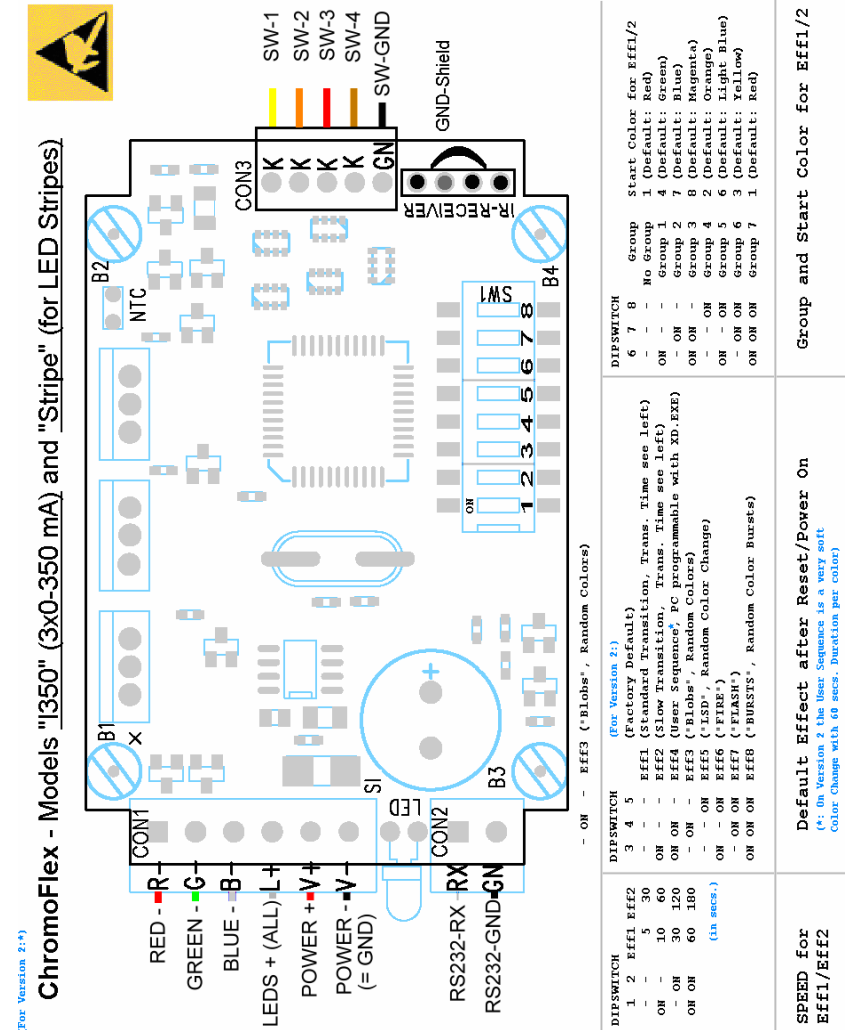 (For Version 2:*)
ChromoFlex - Models "I350" (3x0-350 mA) and "Stripe" (for LED Stripes)
RED - R-
GREEN - G-
BLUE - B-
LEDS + (ALL) L+
POWER + V+
POWER - V-
(= GND)
RS232-RX RX
RS232-GND GN
CON1
CON2
LED
SI
B1
X
B2
NTC
B3
B4
CON3
K
K
K
K
GN
SW-1
SW-2
SW-3
SW-4
SW-GND
GND-Shield
IR-RECEIVER
SW1
ON
1 2 3 4 5 6 7 8
- ON - Eff3 ("Blobs", Random Colors)
DIPSWITCH
1 2 Eff1 Eff2
- - 5 30
ON - 10 60
- ON 30 120
ON ON 60 180
(in secs.)
SPEED for
Eff1/Eff2
DIPSWITCH (For Version 2:)
3 4 5 (Factory Default)
- - - Eff1 (Standard Transition, Trans. Time see left)
ON - - Eff2 (Slow Transition, Trans. Time see left)
ON ON - Eff4 (User Sequence*, PC programmable with XD.EXE)
- ON - Eff3 ("Blobs", Random Colors)
- - ON Eff5 ("LSD", Random Color Change)
ON - ON Eff6 ("FIRE")
- ON ON Eff7 ("FLASH")
ON ON ON Eff8 ("BURSTS", Random Color Bursts)
Default Effect after Reset/Power On
(*: On Version 2 the User Sequence is a very soft
Color Change with 60 secs. Duration per color)
DIPSWITCH
6 7 8 Group Start Color for Eff1/2
- - - No Group 1 (Default: Red)
ON - - Group 1 4 (Default: Green)
- ON - Group 2 7 (Default: Blue)
ON ON - Group 3 8 (Default: Magenta)
- - ON Group 4 2 (Default: Orange)
ON - ON Group 5 6 (Default: Light Blue)
- ON ON Group 6 3 (Default: Yellow)
ON ON ON Group 7 1 (Default: Red)
Group and Start Color for Eff1/2